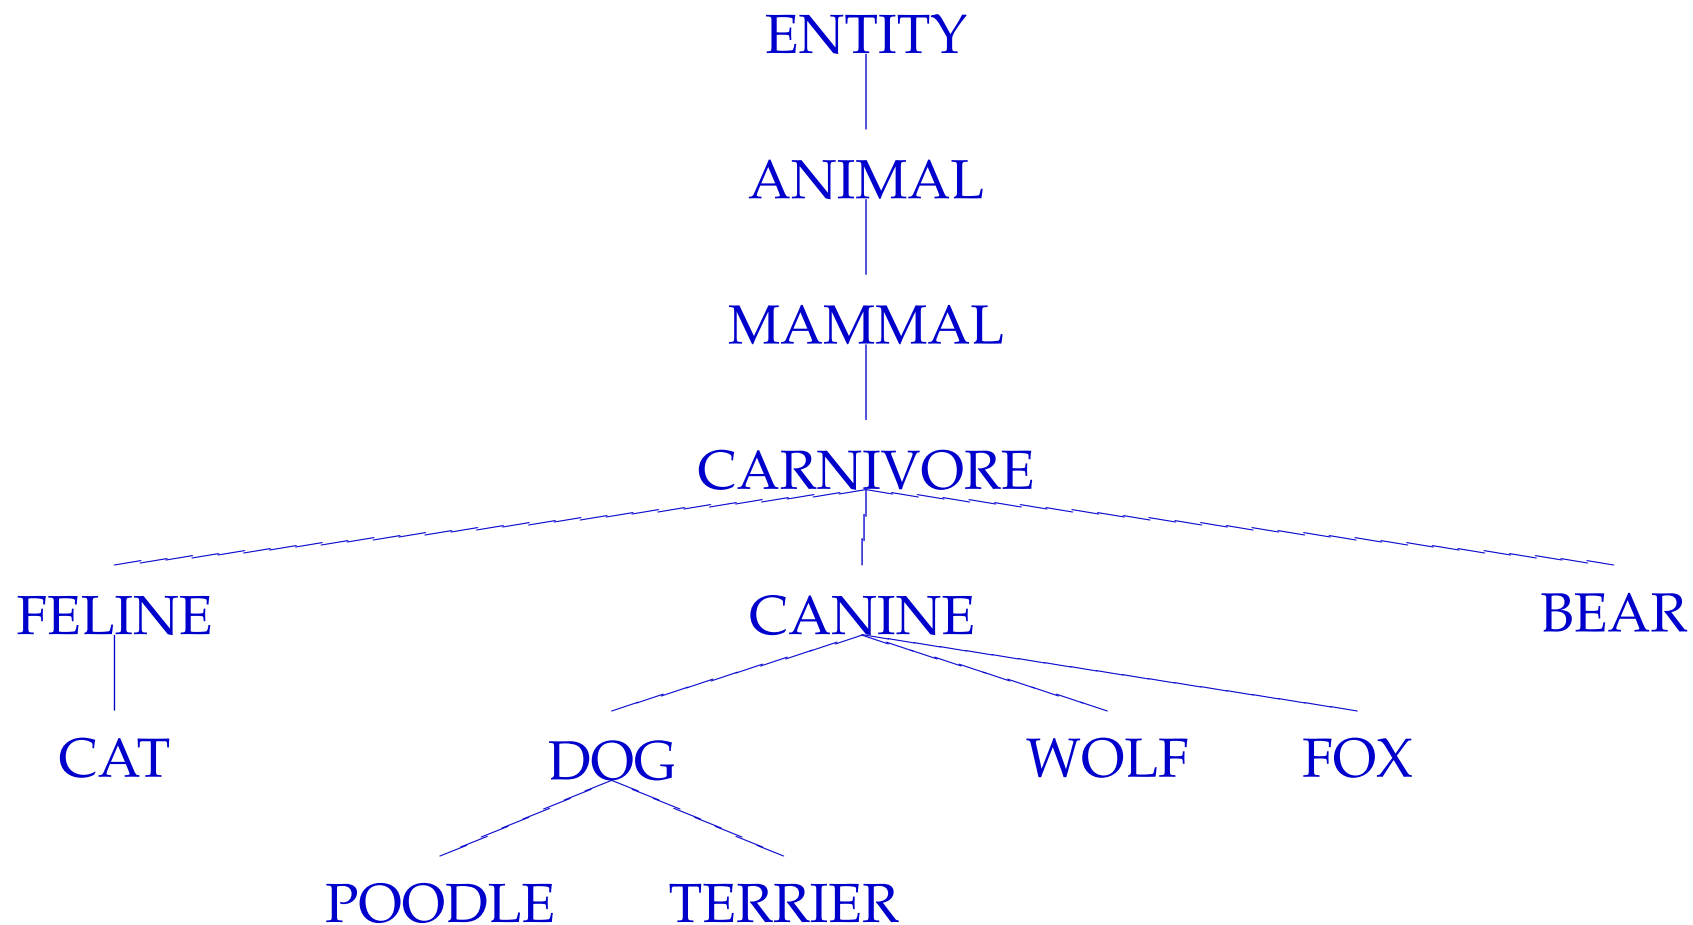 ENTITY
ANIMAL
MAMMAL
CARNIVORE
FELINE CANINE BEAR
CAT DOG WOLF FOX
POODLE TERRIER